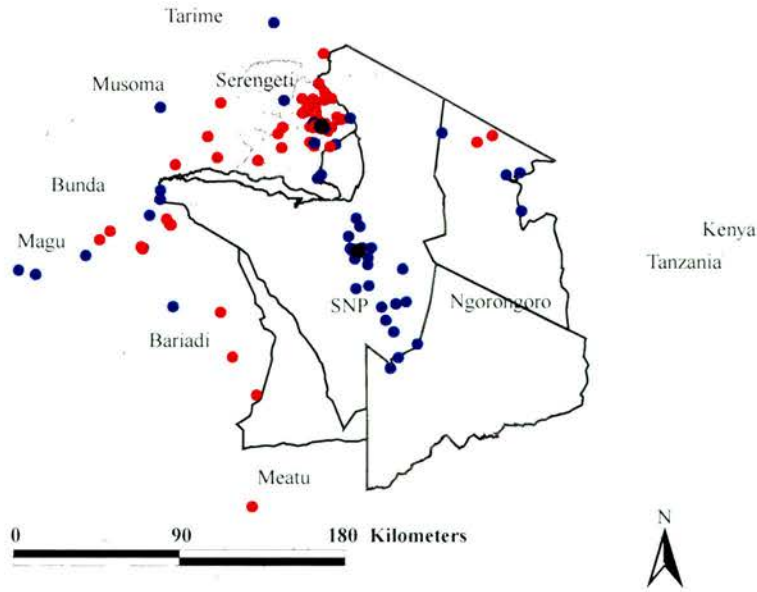 Tarime
Musoma
Serengeti
Bunda
Magu
Kenya
Tanzania
SNP
Ngorongoro
Bariadi
Meatu
0 90 180 Kilometers
N